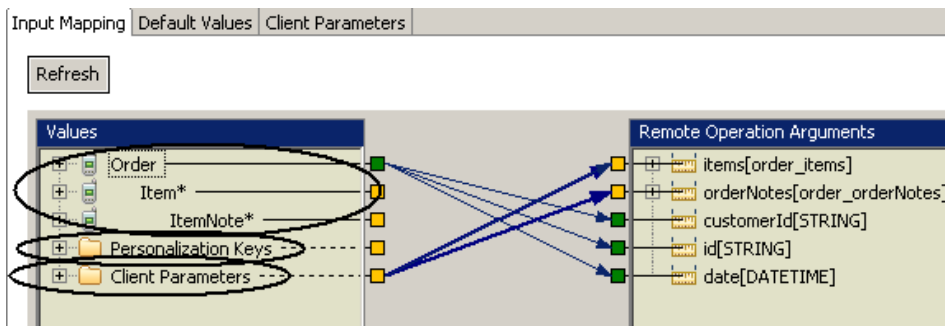 Input Mapping Default Values Client Parameters
Refresh
Values
Order
Item*
ItemNote*
Personalization Keys
Client Parameters
Remote Operation Arguments
items[order_items]
orderNotes[order_orderNotes]
customerId[STRING]
id[STRING]
date[DATETIME]